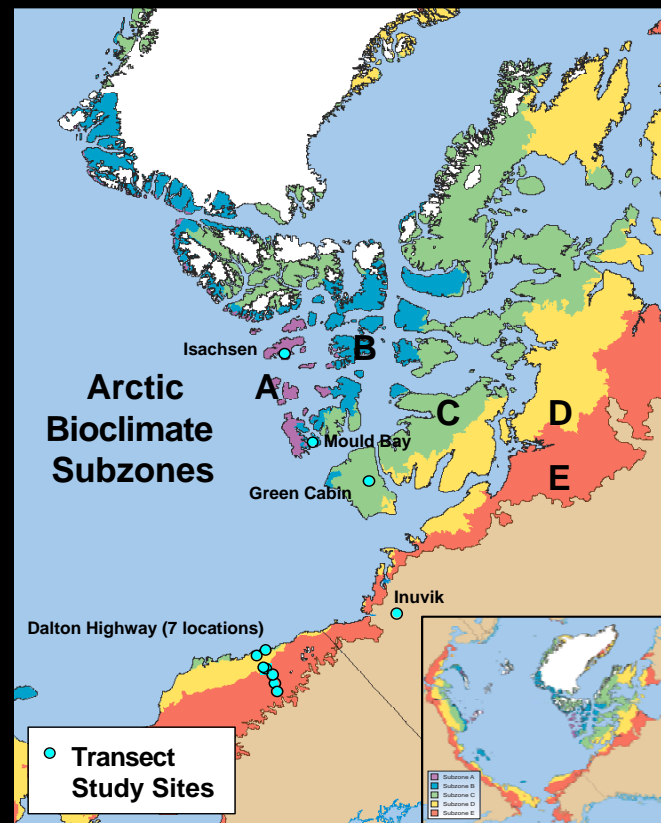 Isachsen
Arctic
Bioclimate
Subzones
A
B
C
D
E
Mould Bay
Green Cabin
Inuvik
Dalton Highway (7 locations)
Transect
Study Sites
Subzone A
Subzone B
Subzone C
Subzone D
Subzone E